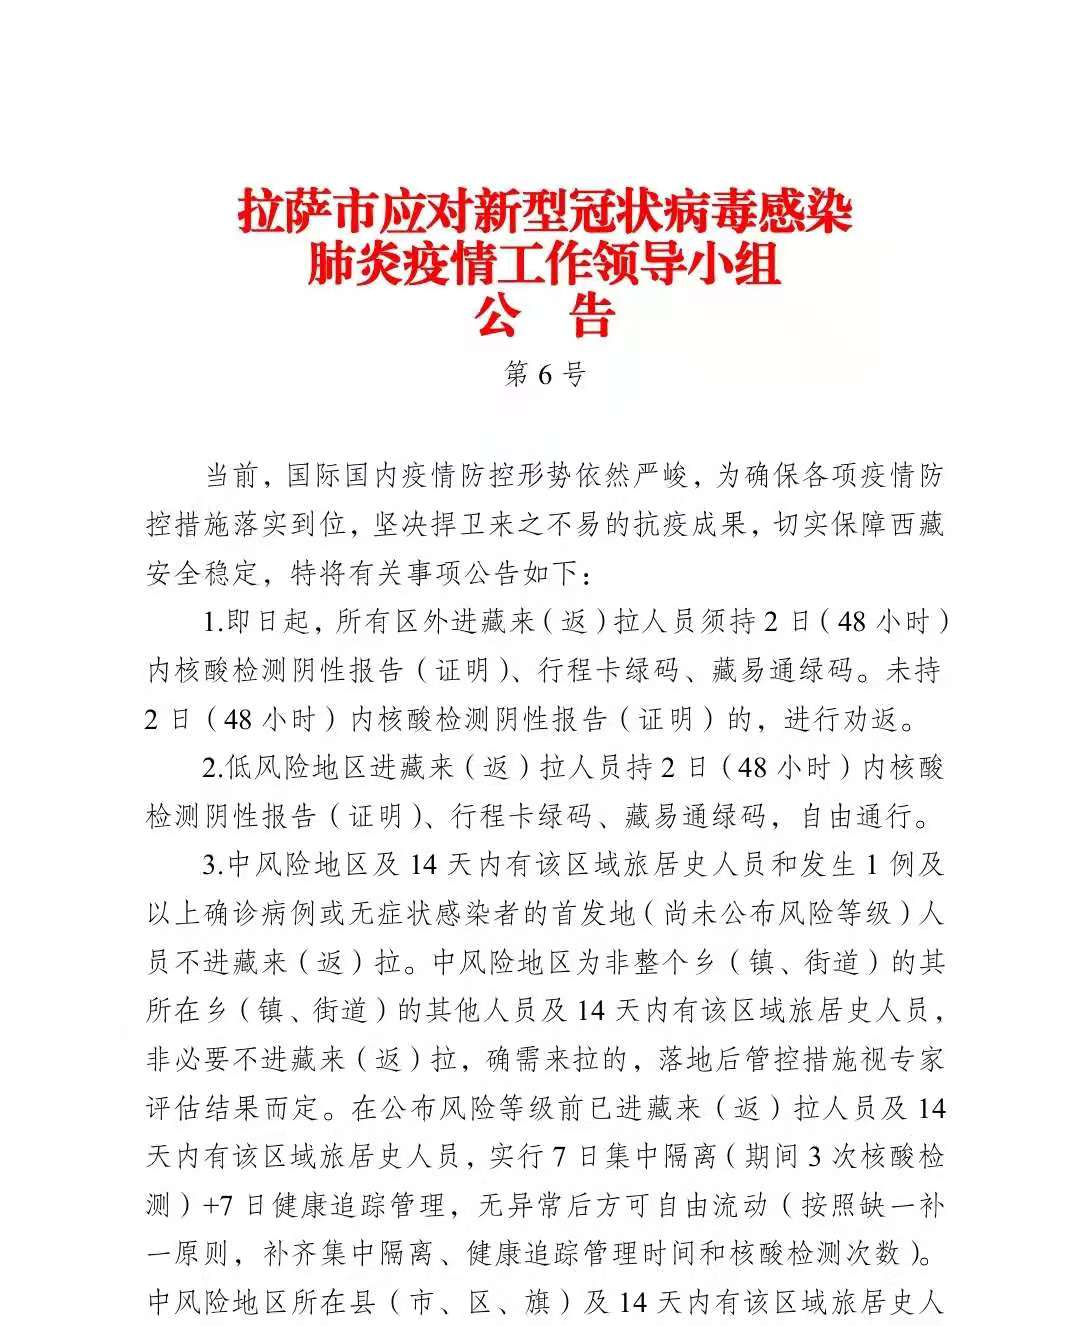 拉萨市应对新型冠状病毒感染
肺炎疫情工作领导小组
公 告
第 6 号
当前，国际国内疫情防控形势依然严峻，为确保各项疫情防
控措施落实到位，坚决捍卫来之不易的抗疫成果，切实保障西藏
安全稳定，特将有关事项公告如下：
1.即日起，所有区外进藏来（返）拉人员须持 2 日（48 小时）
内核酸检测阴性报告（证明）、行程卡绿码、藏易通绿码。未持
2 日（48 小时）内核酸检测阴性报告（证明）的，进行劝返。
2.低风险地区进藏来（返）拉人员持 2 日（48 小时）内核酸
检测阴性报告（证明）、行程卡绿码、藏易通绿码，自由通行。
3.中风险地区及 14 天内有该区域旅居史人员和发生 1 例及
以上确诊病例或无症状感染者的首发地（尚未公布风险等级）人
员不进藏来（返）拉。中风险地区为非整个乡（镇、街道）的其
所在乡（镇、街道）的其他人员及 14 天内有该区域旅居史人员，
非必要不进藏来（返）拉，确需来拉的，落地后管控措施视专家
评估结果而定。在公布风险等级前已进藏来（返）拉人员及 14
天内有该区域旅居史人员，实行 7 日集中隔离（期间 3 次核酸检
测）+7 日健康追踪管理，无异常后方可自由流动（按照缺一补
一原则，补齐集中隔离、健康追踪管理时间和核酸检测次数）。
中风险地区所在县（市、区、旗）及 14 天内有该区域旅居史人